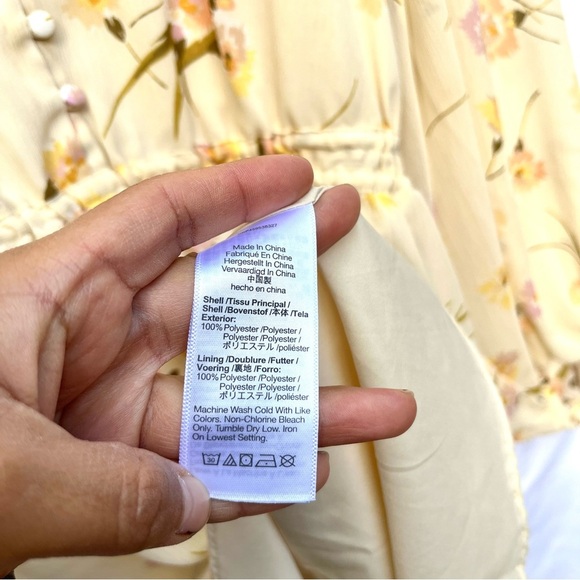 Made In China
Fabriqué En Chine
Hergestellt In China
Vervaardigd In China
中国製
hecho en china
Shell /Tissu Principal /
Shell /Bovenstof /本体 /Tela
Exterior:
100% Polyester /Polyester /
Polyester /Polyester /
ポリエステル /poliéster
Lining /Doublure /Futter /
Voering /裏地 /Forro:
100% Polyester /Polyester /
Polyester /Polyester /
ポリエステル /poliéster
Machine Wash Cold With Like
Colors. Non-Chlorine Bleach
Only. Tumble Dry Low. Iron
On Lowest Setting.
30